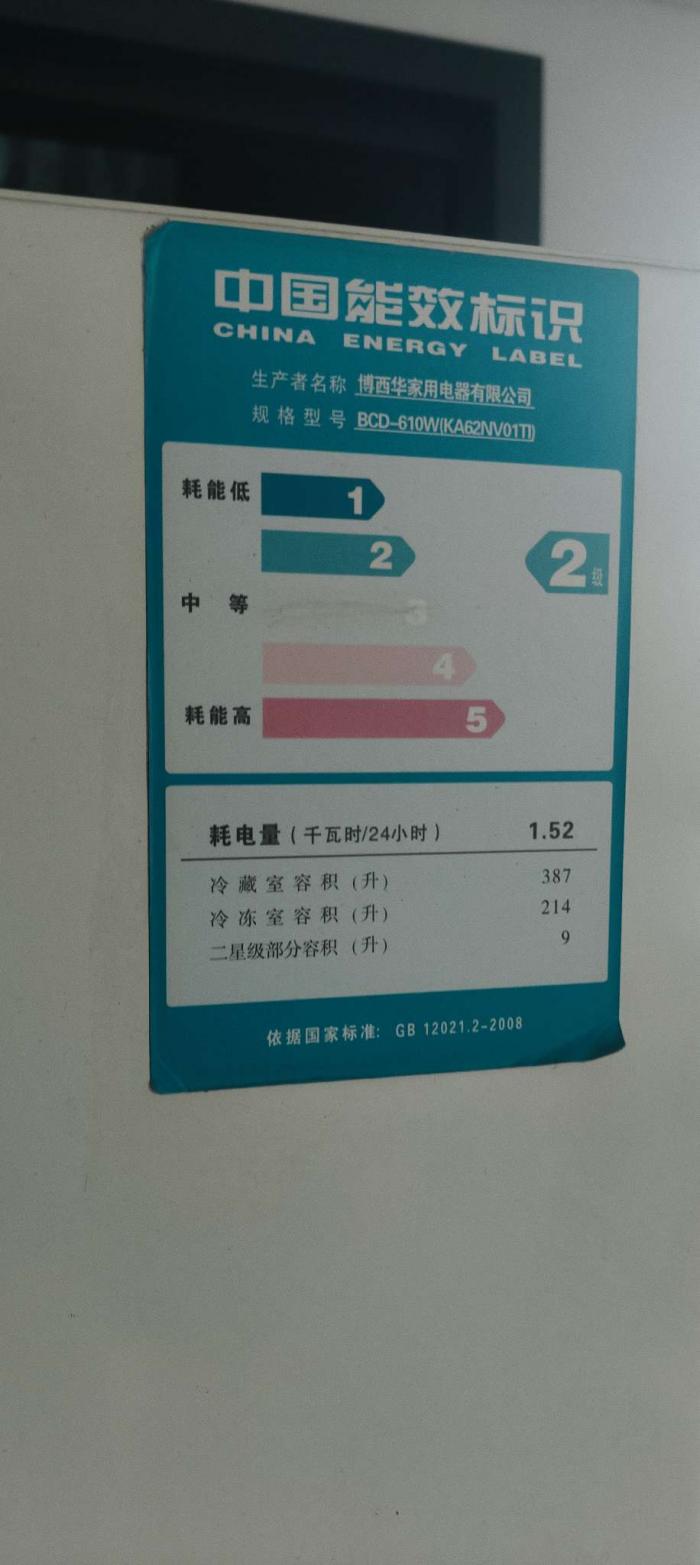 中国能效标识
CHINA ENERGY LABEL
生产者名称 博西华家用电器有限公司
规格型号 BCD-610W(KA62NV01TI)
耗能低 1
2 2级
中等 3
4
耗能高 5
耗电量(千瓦时/24小时) 1.52
冷藏室容积(升) 387
冷冻室容积(升) 214
二星级部分容积(升) 9
依据国家标准: GB 12021.2-2008